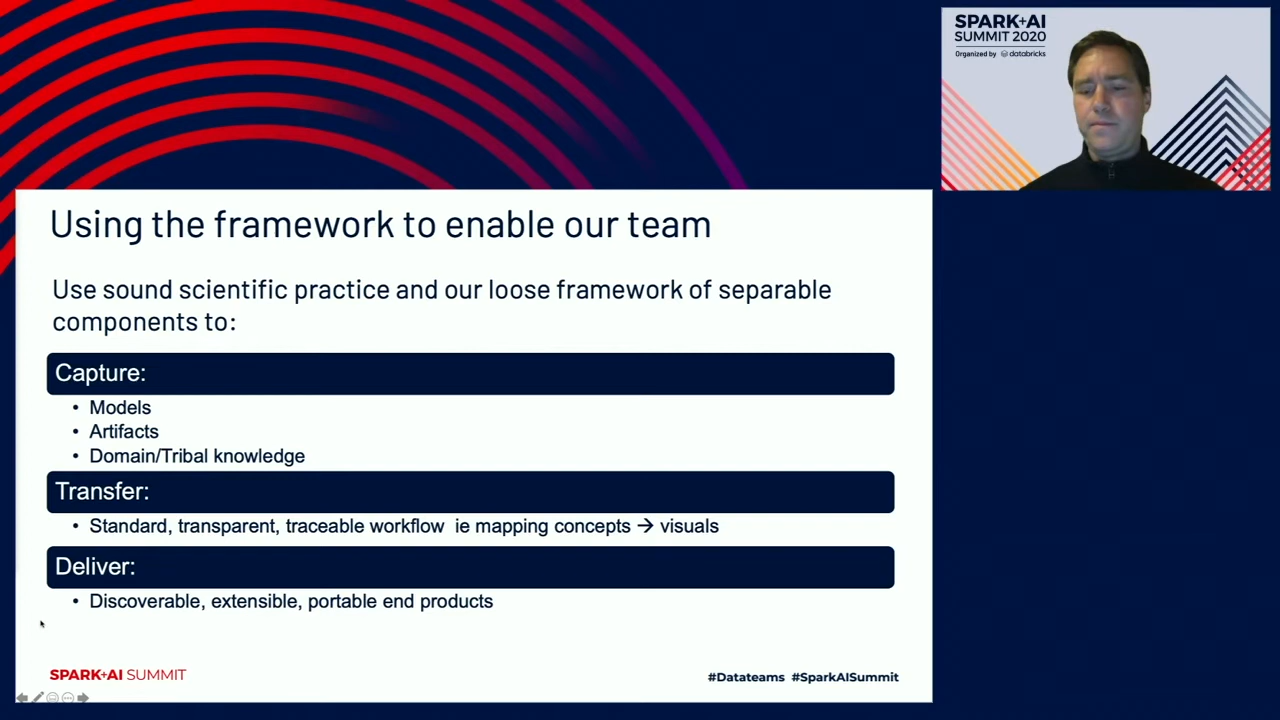 SPARK+AI
SUMMIT 2020
Organized by databricks
Using the framework to enable our team
Use sound scientific practice and our loose framework of separable
components to:
Capture:
• Models
• Artifacts
• Domain/Tribal knowledge
Transfer:
• Standard, transparent, traceable workflow ie mapping concepts → visuals
Deliver:
• Discoverable, extensible, portable end products
SPARK+AI SUMMIT
#Datateams #SparkAISummit